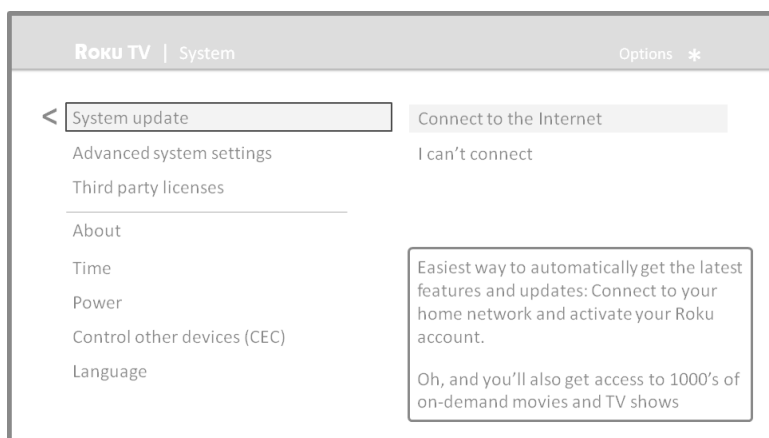 Roku TV | System
Options *
< System update
Advanced system settings
Third party licenses
About
Time
Power
Control other devices (CEC)
Language
Connect to the Internet
I can't connect
Easiest way to automatically get the latest
features and updates: Connect to your
home network and activate your Roku
account.
Oh, and you'll also get access to 1000's of
on-demand movies and TV shows